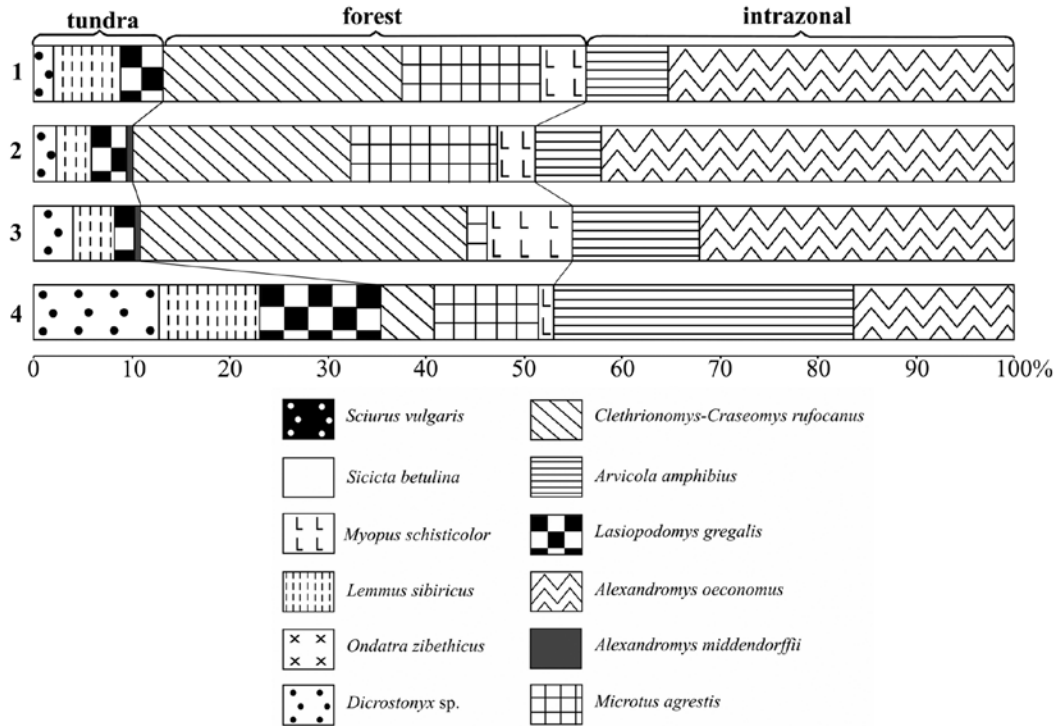 tundra forest intrazonal
1
2
3
4
0 10 20 30 40 50 60 70 80 90 100%
Sciurus vulgaris Clethrionomys-Craseomys rufocanus
Sicicta betulina Arvicola amphibius
Myopus schisticolor Lasiopodomys gregalis
Lemmus sibiricus Alexandromys oeconomus
Ondatra zibethicus Alexandromys middendorffii
Dicrostonyx sp. Microtus agrestis